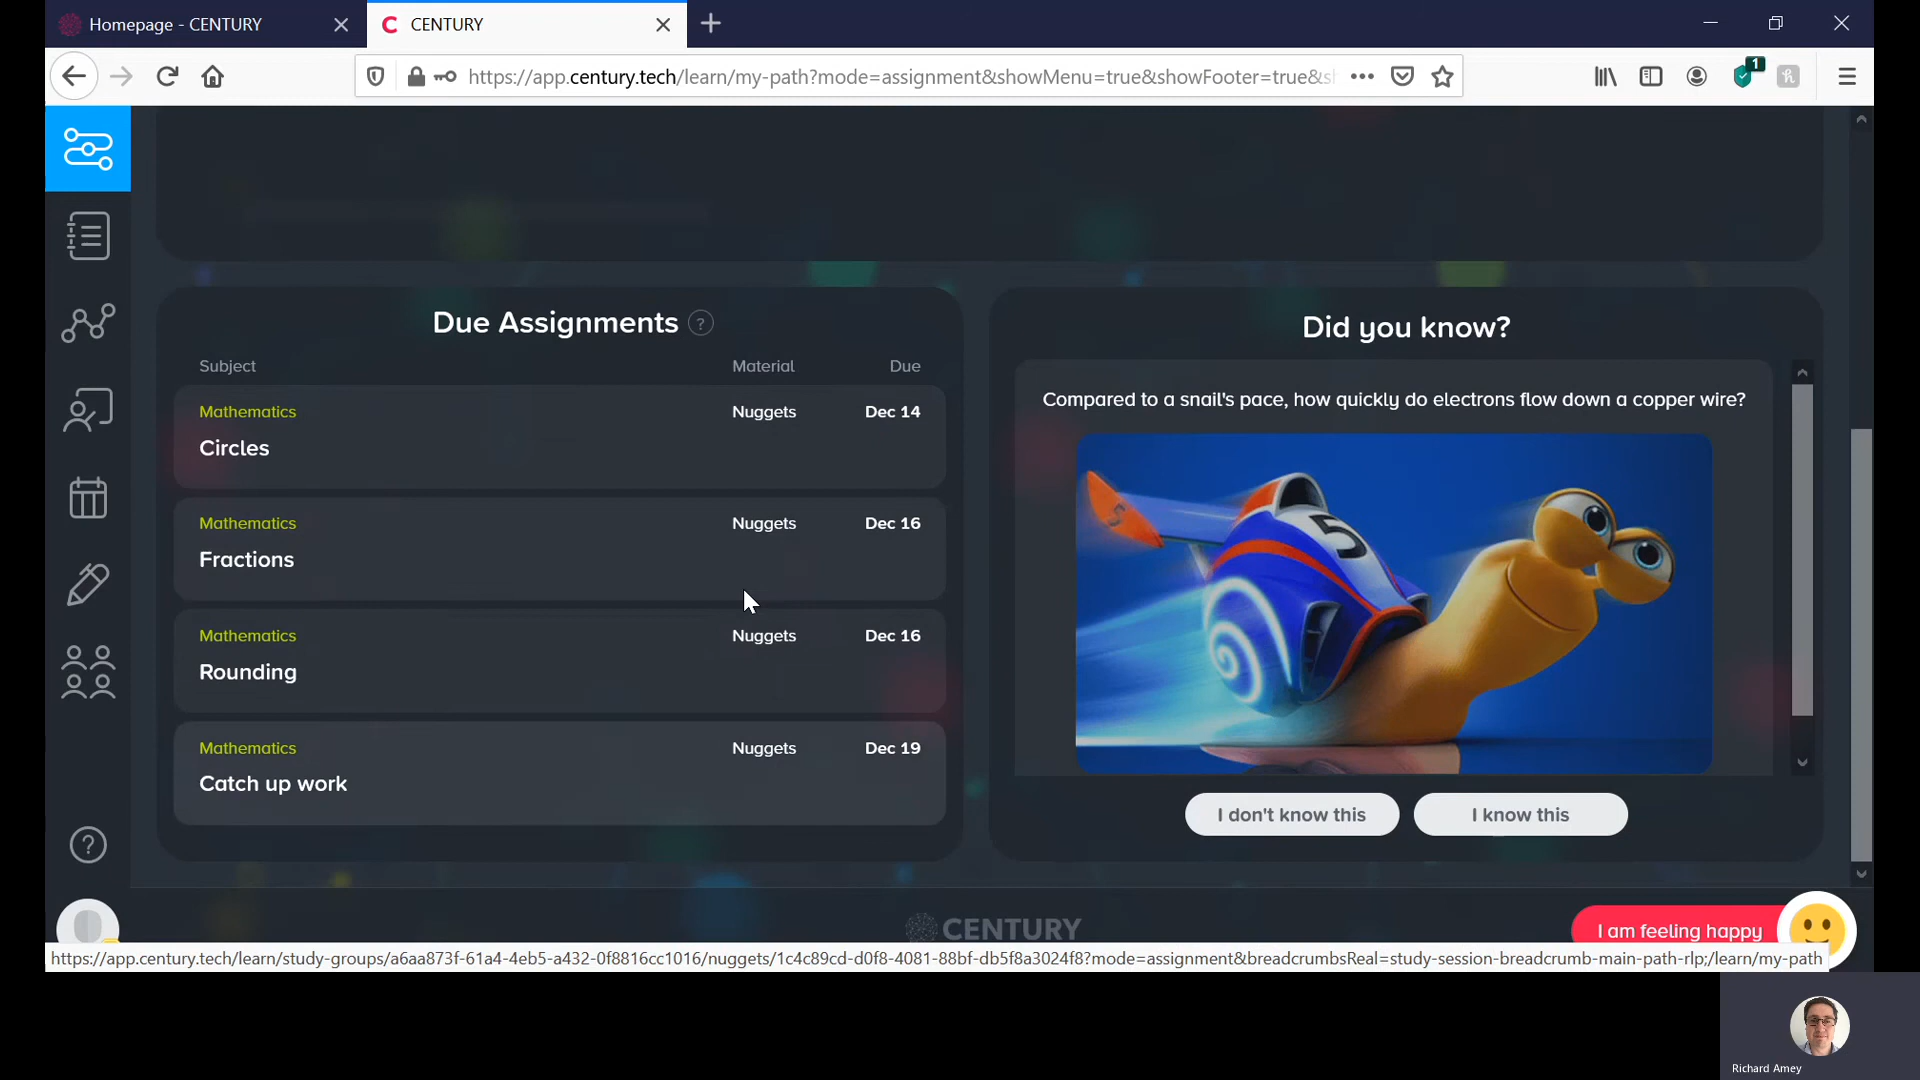 Homepage - CENTURY
CENTURY
https://app.century.tech/learn/my-path?mode=assignment&showMenu=true&showFooter=true&sh
1
Due Assignments ?
Subject Material Due
Mathematics Nuggets Dec 14
Circles
Mathematics Nuggets Dec 16
Fractions
Mathematics Nuggets Dec 16
Rounding
Mathematics Nuggets Dec 19
Catch up work
Did you know?
Compared to a snail's pace, how quickly do electrons flow down a copper wire?
5
I don't know this
I know this
?
CENTURY
I am feeling happy
https://app.century.tech/learn/study-groups/a6aa873f-61a4-4eb5-a432-0f8816cc1016/nuggets/1c4c89cd-d0f8-4081-88bf-db5f8a3024f8?mode=assignment&breadcrumbsReal=study-session-breadcrumb-main-path-rlp;/learn/my-path
Richard Amey